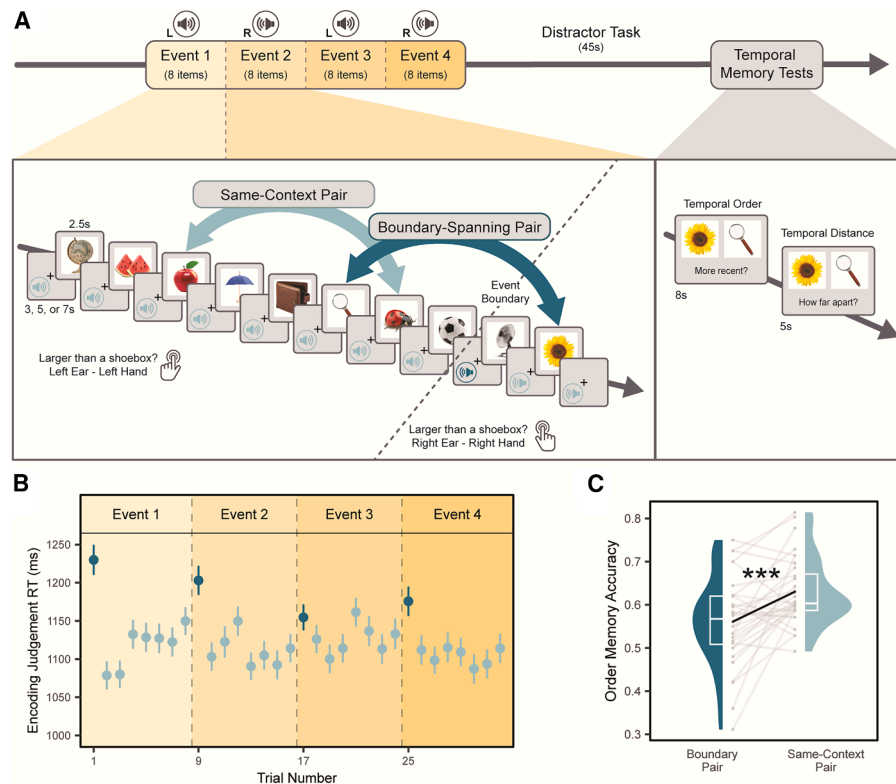 A
L
R
L
R
Event 1
(8 items)
Event 2
(8 items)
Event 3
(8 items)
Event 4
(8 items)
Distractor Task
(45s)
Temporal
Memory Tests
Same-Context Pair
Boundary-Spanning Pair
2.5s
3, 5, or 7s
Event
Boundary
Larger than a shoebox?
Left Ear - Left Hand
Larger than a shoebox?
Right Ear - Right Hand
Temporal Order
More recent?
8s
Temporal Distance
How far apart?
5s
B
Event 1
Event 2
Event 3
Event 4
Encoding Judgement RT (ms)
1250
1200
1150
1100
1050
1000
1
9
17
25
Trial Number
C
Order Memory Accuracy
0.8
0.7
0.6
0.5
0.4
0.3
***
Boundary
Pair
Same-Context
Pair